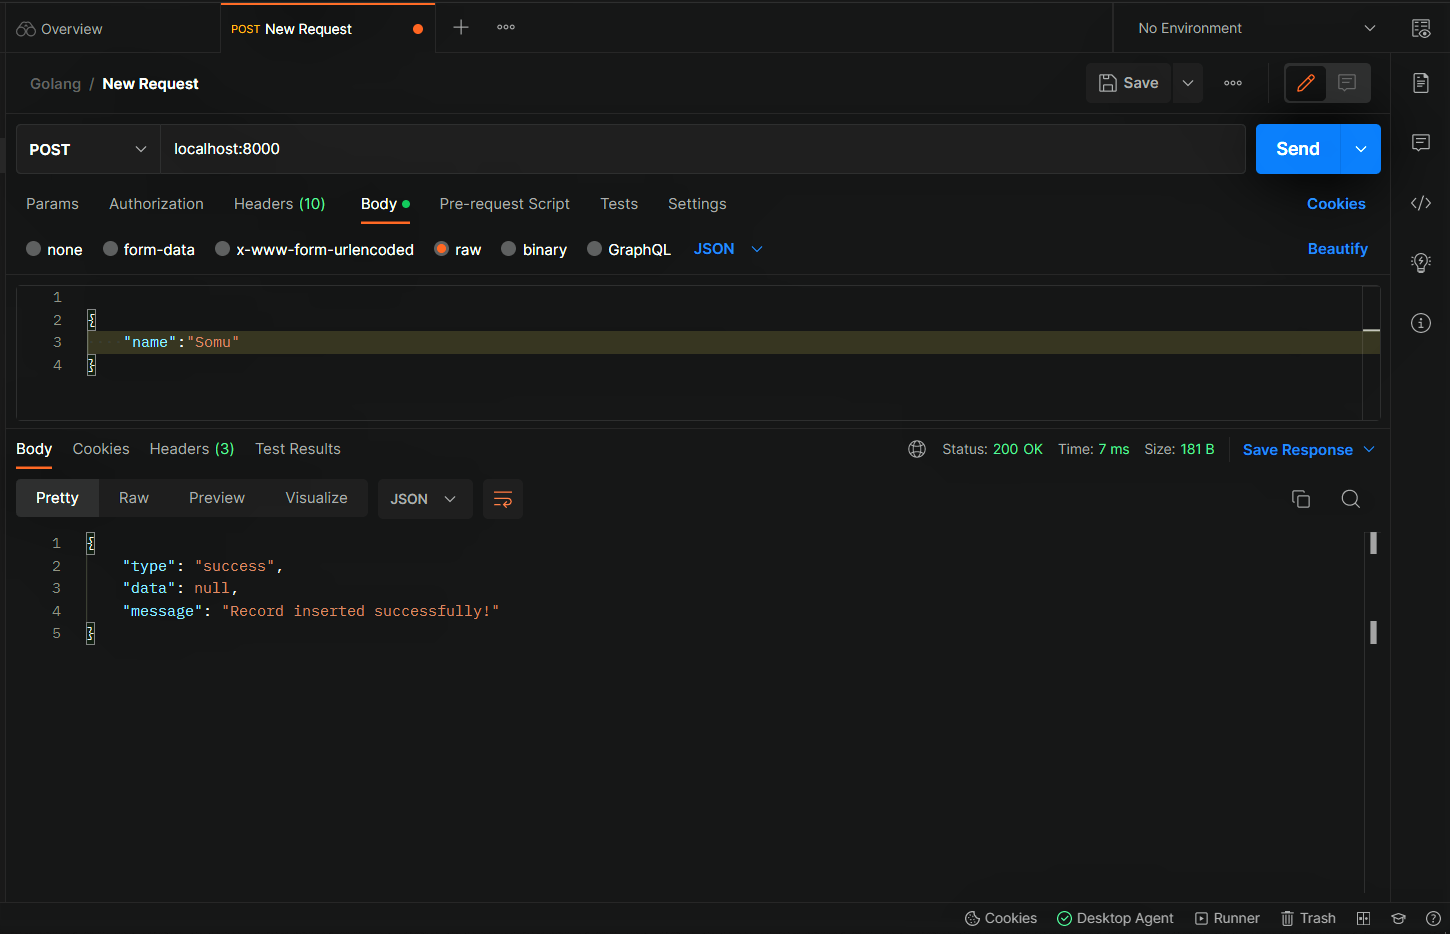 Overview
POST New Request
No Environment
Golang / New Request
Save
POST
localhost:8000
Send
Params Authorization Headers (10) Body Pre-request Script Tests Settings Cookies
none form-data x-www-form-urlencoded raw binary GraphQL JSON Beautify
1
2 {
3 "name":"Somu"
4 }
Body Cookies Headers (3) Test Results Status: 200 OK Time: 7 ms Size: 181 B Save Response
Pretty Raw Preview Visualize JSON
1 {
2 "type": "success",
3 "data": null,
4 "message": "Record inserted successfully!"
5 }
Cookies Desktop Agent Runner Trash